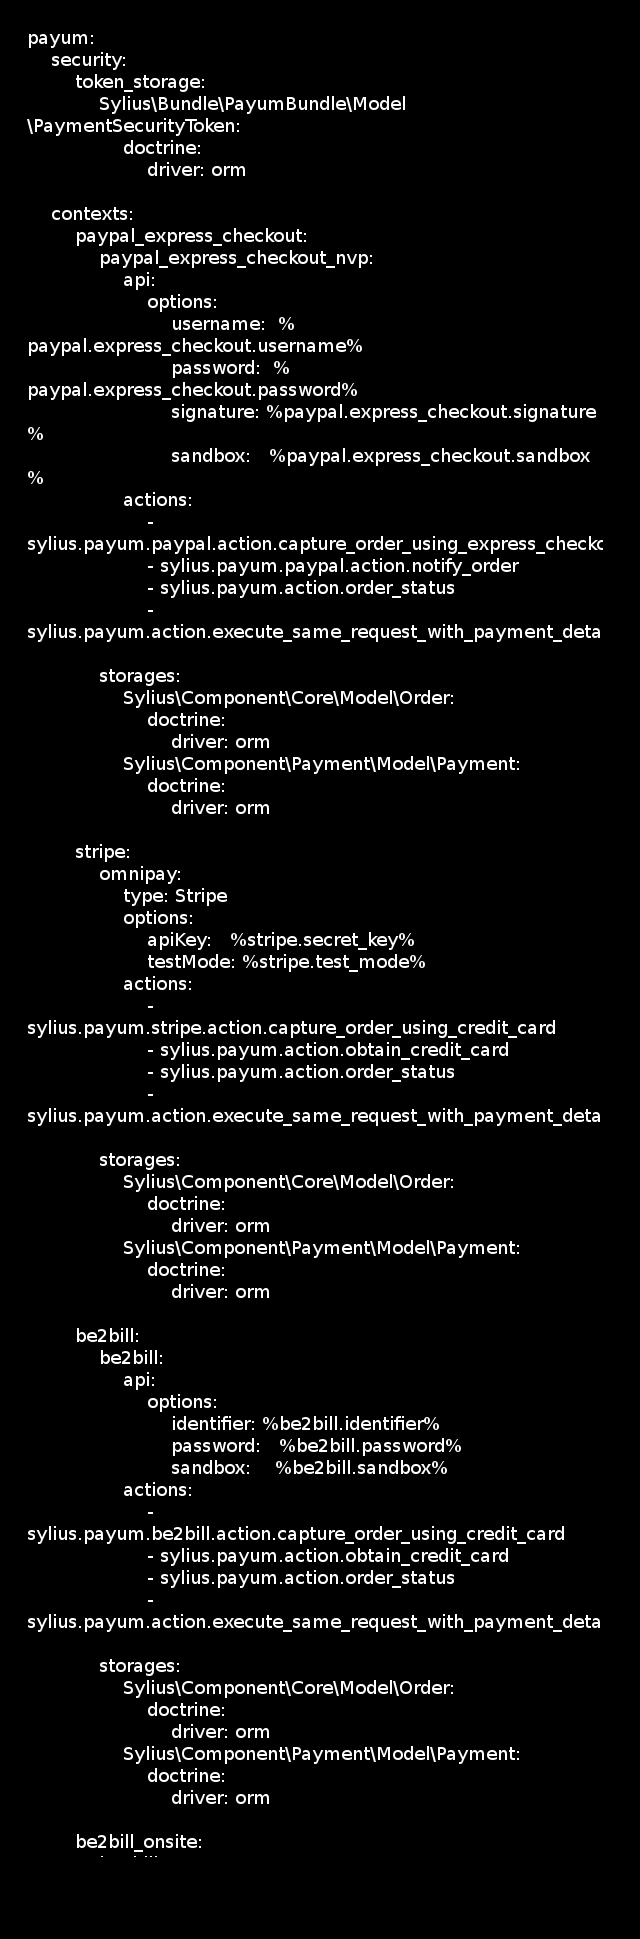 payum:
    security:
        token_storage:
            Sylius\Bundle\PayumBundle\Model
\PaymentSecurityToken:
                doctrine:
                    driver: orm

    contexts:
        paypal_express_checkout:
            paypal_express_checkout_nvp:
                api:
                    options:
                        username:  %
paypal.express_checkout.username%
                        password:  %
paypal.express_checkout.password%
                        signature: %paypal.express_checkout.signature
%
                        sandbox:   %paypal.express_checkout.sandbox
%
                actions:
                    -
sylius.payum.paypal.action.capture_order_using_express_checkc
                    - sylius.payum.paypal.action.notify_order
                    - sylius.payum.action.order_status
                    -
sylius.payum.action.execute_same_request_with_payment_deta

            storages:
                Sylius\Component\Core\Model\Order:
                    doctrine:
                        driver: orm
                Sylius\Component\Payment\Model\Payment:
                    doctrine:
                        driver: orm

        stripe:
            omnipay:
                type: Stripe
                options:
                    apiKey:   %stripe.secret_key%
                    testMode: %stripe.test_mode%
                actions:
                    -
sylius.payum.stripe.action.capture_order_using_credit_card
                    - sylius.payum.action.obtain_credit_card
                    - sylius.payum.action.order_status
                    -
sylius.payum.action.execute_same_request_with_payment_deta

            storages:
                Sylius\Component\Core\Model\Order:
                    doctrine:
                        driver: orm
                Sylius\Component\Payment\Model\Payment:
                    doctrine:
                        driver: orm

        be2bill:
            be2bill:
                api:
                    options:
                        identifier: %be2bill.identifier%
                        password:   %be2bill.password%
                        sandbox:    %be2bill.sandbox%
                actions:
                    -
sylius.payum.be2bill.action.capture_order_using_credit_card
                    - sylius.payum.action.obtain_credit_card
                    - sylius.payum.action.order_status
                    -
sylius.payum.action.execute_same_request_with_payment_deta

            storages:
                Sylius\Component\Core\Model\Order:
                    doctrine:
                        driver: orm
                Sylius\Component\Payment\Model\Payment:
                    doctrine:
                        driver: orm

        be2bill_onsite: